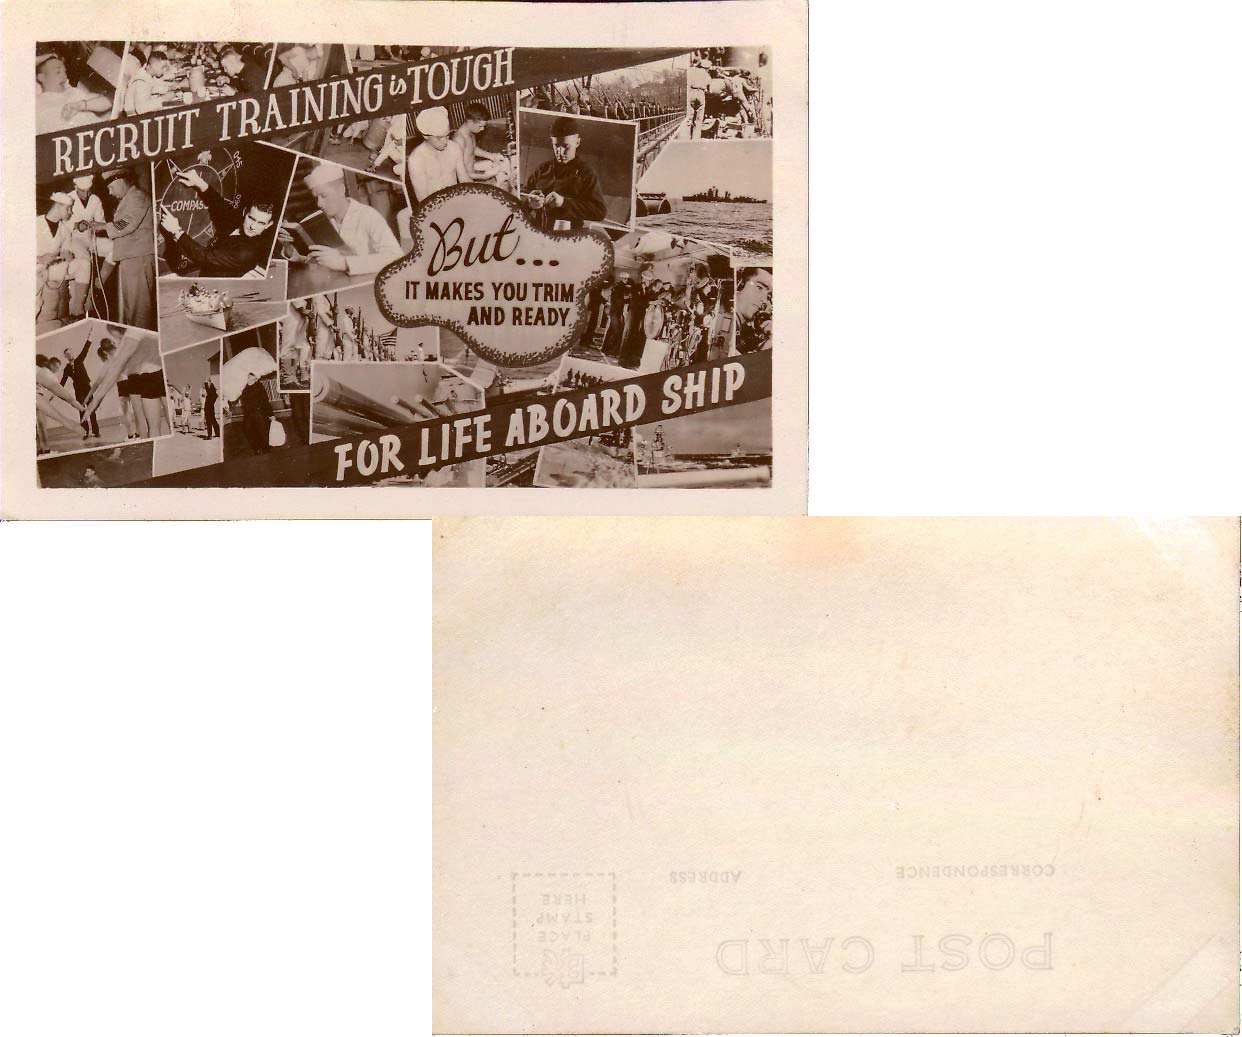 RECRUIT TRAINING is TOUGH
COMPASS
But...
IT MAKES YOU TRIM
AND READY
FOR LIFE ABOARD SHIP
POST CARD
CORRESPONDENCE
ADDRESS
PLACE
STAMP
HERE